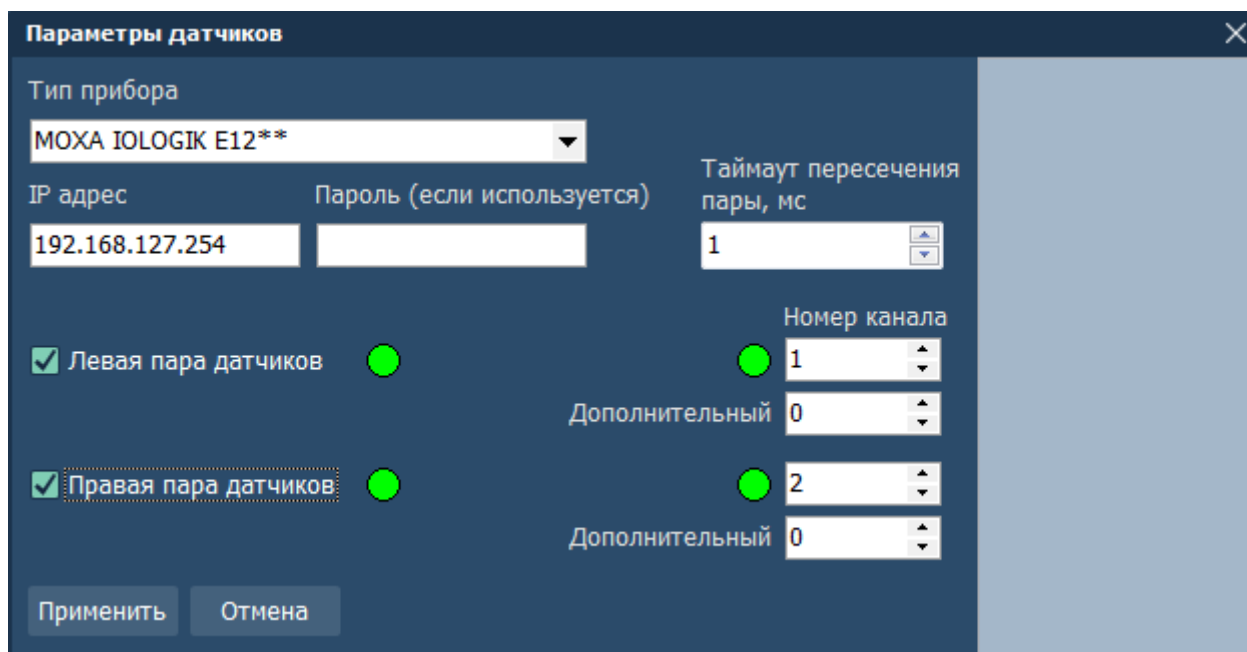 Параметры датчиков
Тип прибора
MOXA IOLOGIK E12**
IP адрес
Пароль (если используется)
Таймаут пересечения
пары, мс
192.168.127.254
1
Номер канала
Левая пара датчиков
1
Дополнительный 0
Правая пара датчиков
2
Дополнительный 0
Применить
Отмена